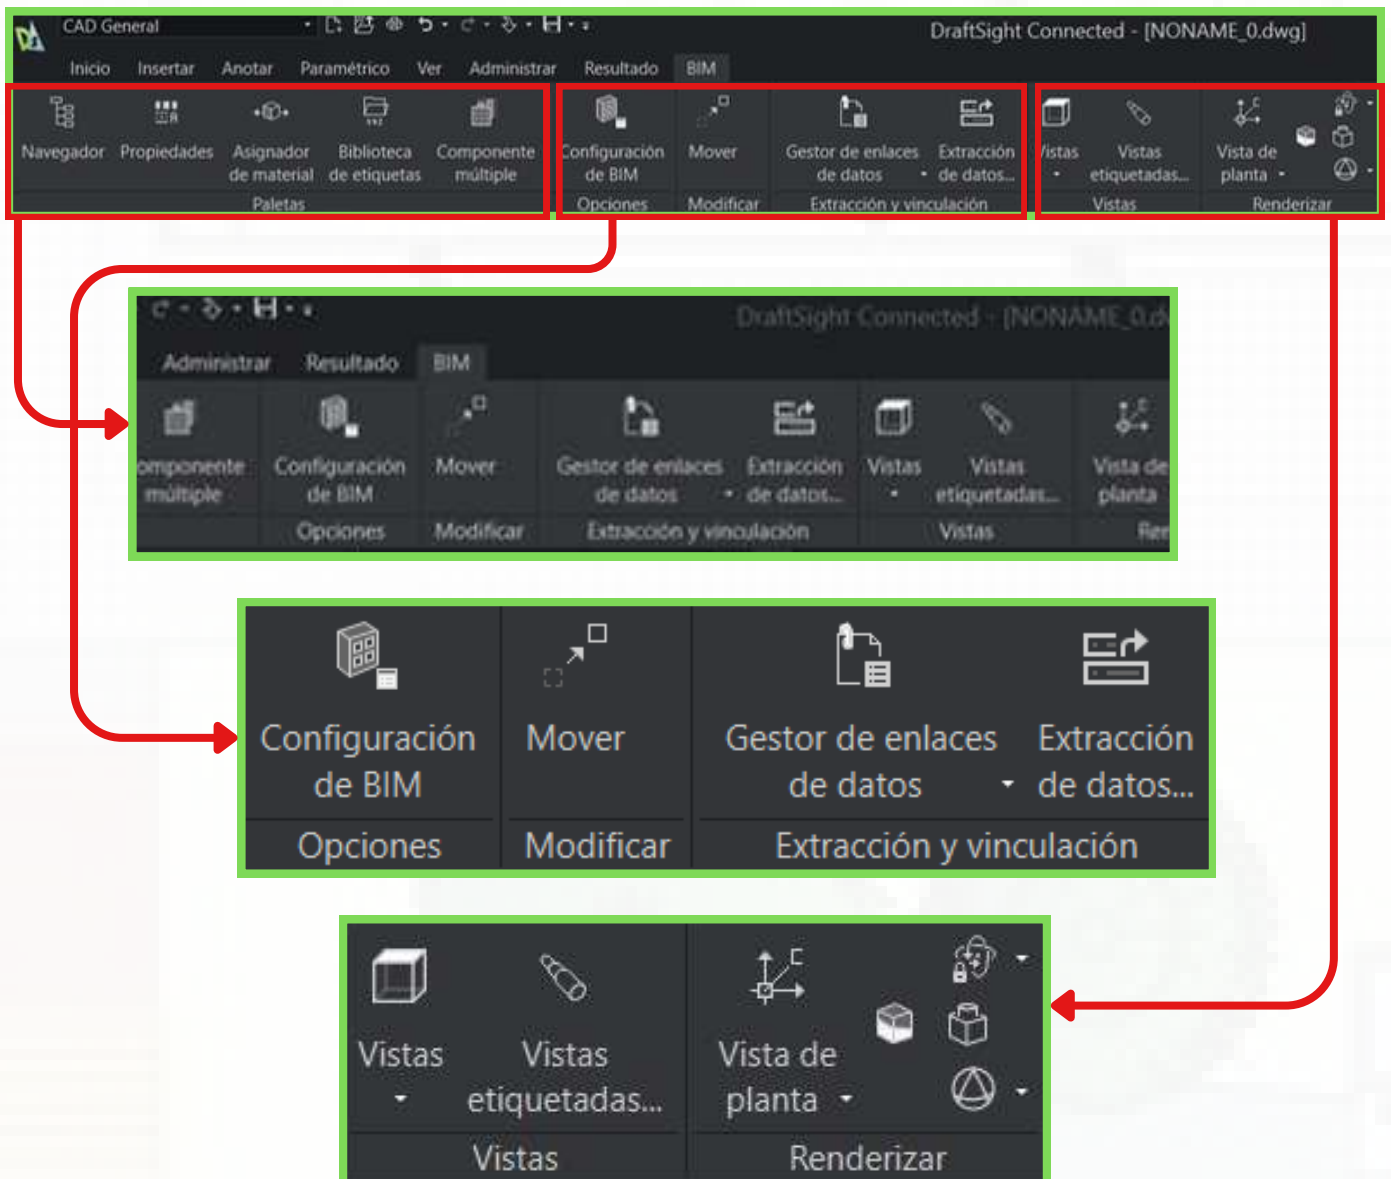 CAD General
DraftSight Connected - [NONAME_0.dwg]
Inicio Insertar Anotar Paramétrico Ver Administrar Resultado BIM
Navegador Propiedades Asignador Biblioteca Componente Configuración Mover Gestor de enlaces Extracción Vistas Vistas Vista de
de material de etiquetas múltiple de BIM de datos de datos... etiquetadas... planta
Paletas Opciones Modificar Extracción y vinculación Vistas Renderizar
DraftSight Connected - [NONAME_0.dw
Administrar Resultado BIM
omponente Configuración Mover Gestor de enlaces Extracción Vistas Vistas Vista de
múltiple de BIM de datos de datos... etiquetadas... planta
Opciones Modificar Extracción y vinculación Vistas Ren
Configuración Mover Gestor de enlaces Extracción
de BIM de datos de datos...
Opciones Modificar Extracción y vinculación
Vistas Vistas Vista de
etiquetadas... planta
Vistas Renderizar